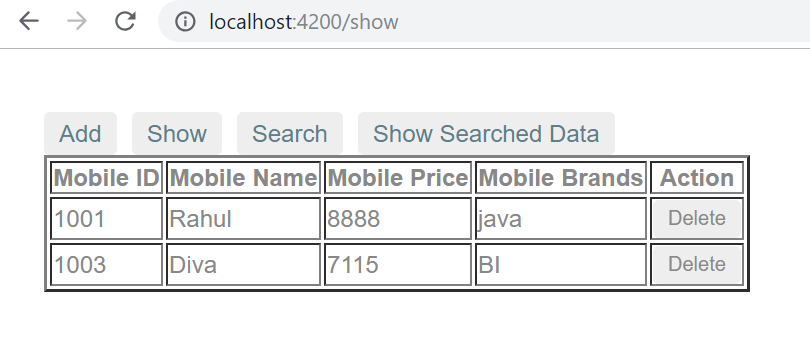 localhost:4200/show
Add Show Search Show Searched Data
Mobile ID Mobile Name Mobile Price Mobile Brands Action
1001 Rahul 8888 java Delete
1003 Diva 7115 BI Delete